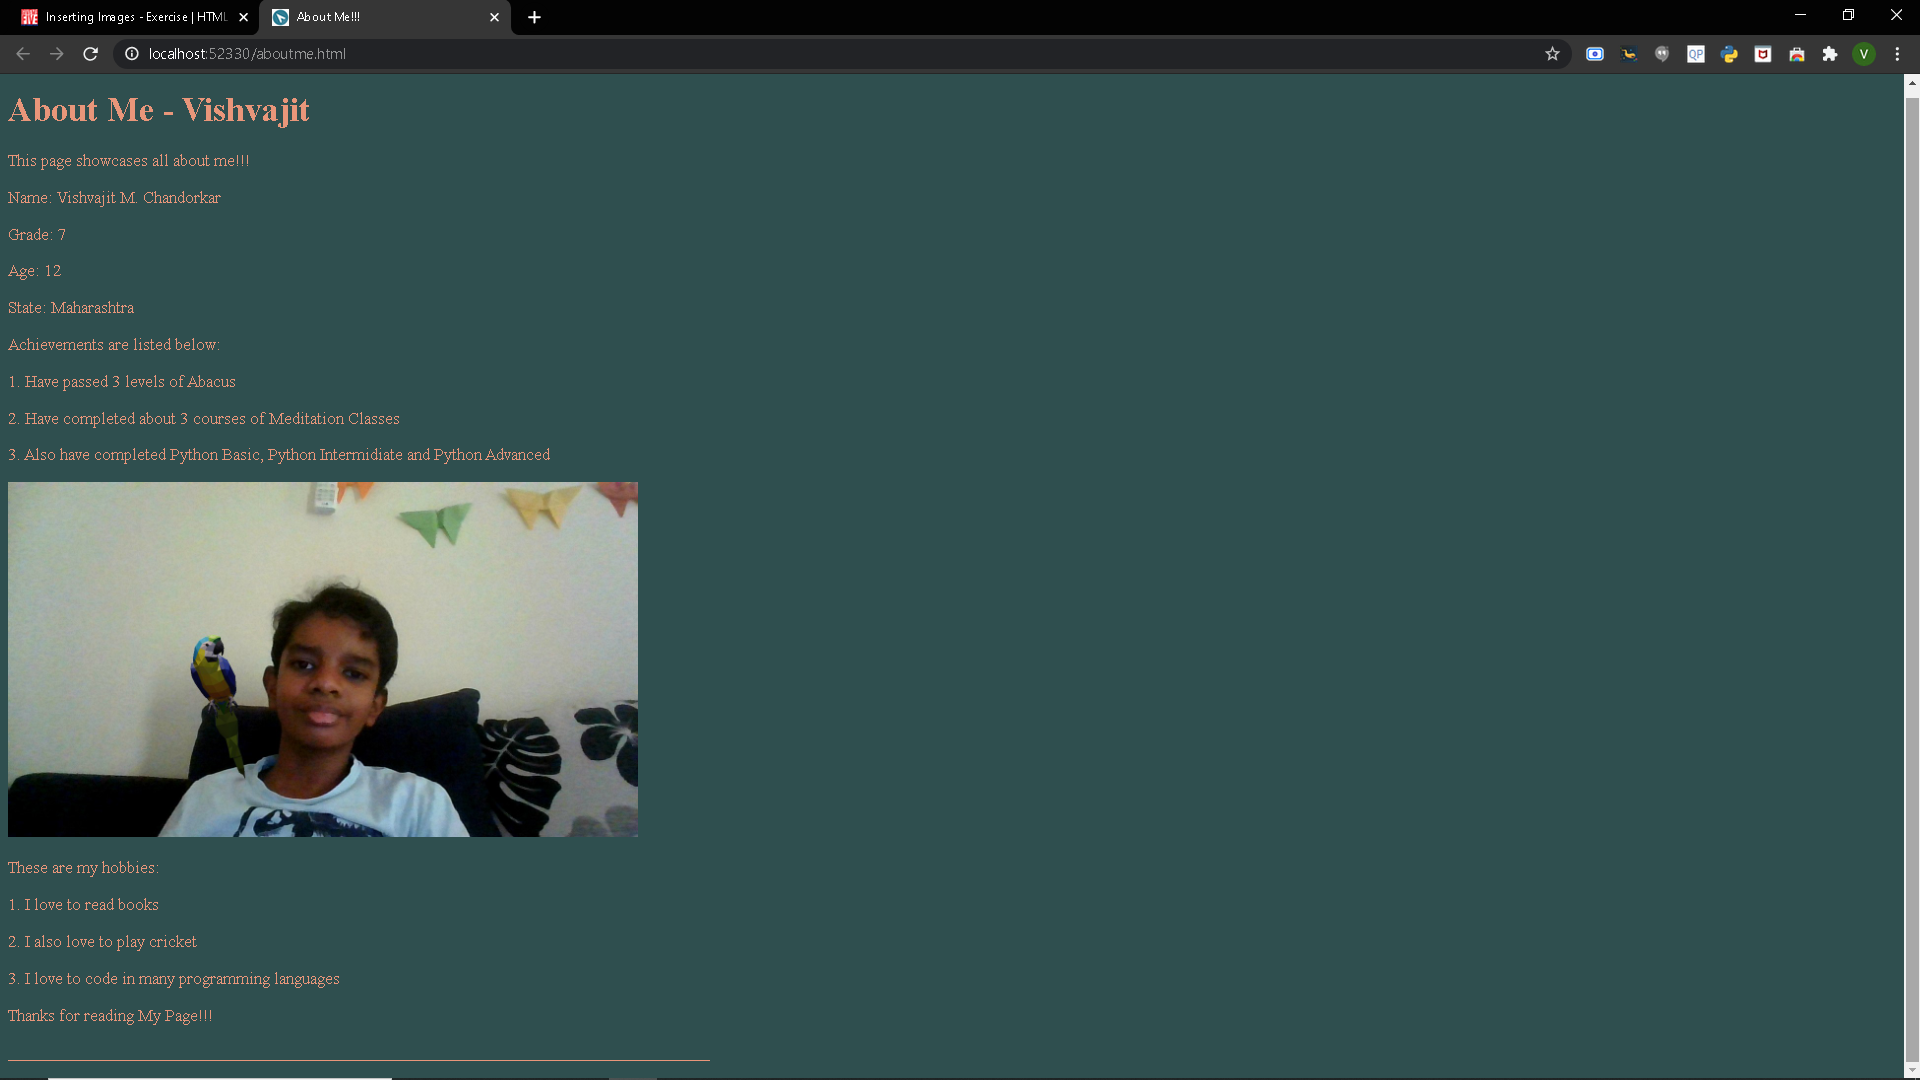 Inserting Images - Exercise | HTML
About Me!!!
localhost:52330/aboutme.html
QP
V
About Me - Vishvajit
This page showcases all about me!!!
Name: Vishvajit M. Chandorkar
Grade: 7
Age: 12
State: Maharashtra
Achievements are listed below:
1. Have passed 3 levels of Abacus
2. Have completed about 3 courses of Meditation Classes
3. Also have completed Python Basic, Python Intermidiate and Python Advanced
These are my hobbies:
1. I love to read books
2. I also love to play cricket
3. I love to code in many programming languages
Thanks for reading My Page!!!